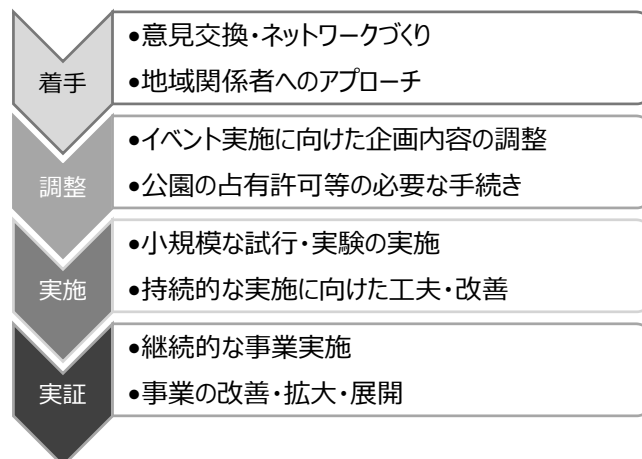 着手
●意見交換・ネットワークづくり
●地域関係者へのアプローチ
調整
●イベント実施に向けた企画内容の調整
●公園の占有許可等の必要な手続き
実施
●小規模な試行・実験の実施
●持続的な実施に向けた工夫・改善
実証
●継続的な事業実施
●事業の改善・拡大・展開